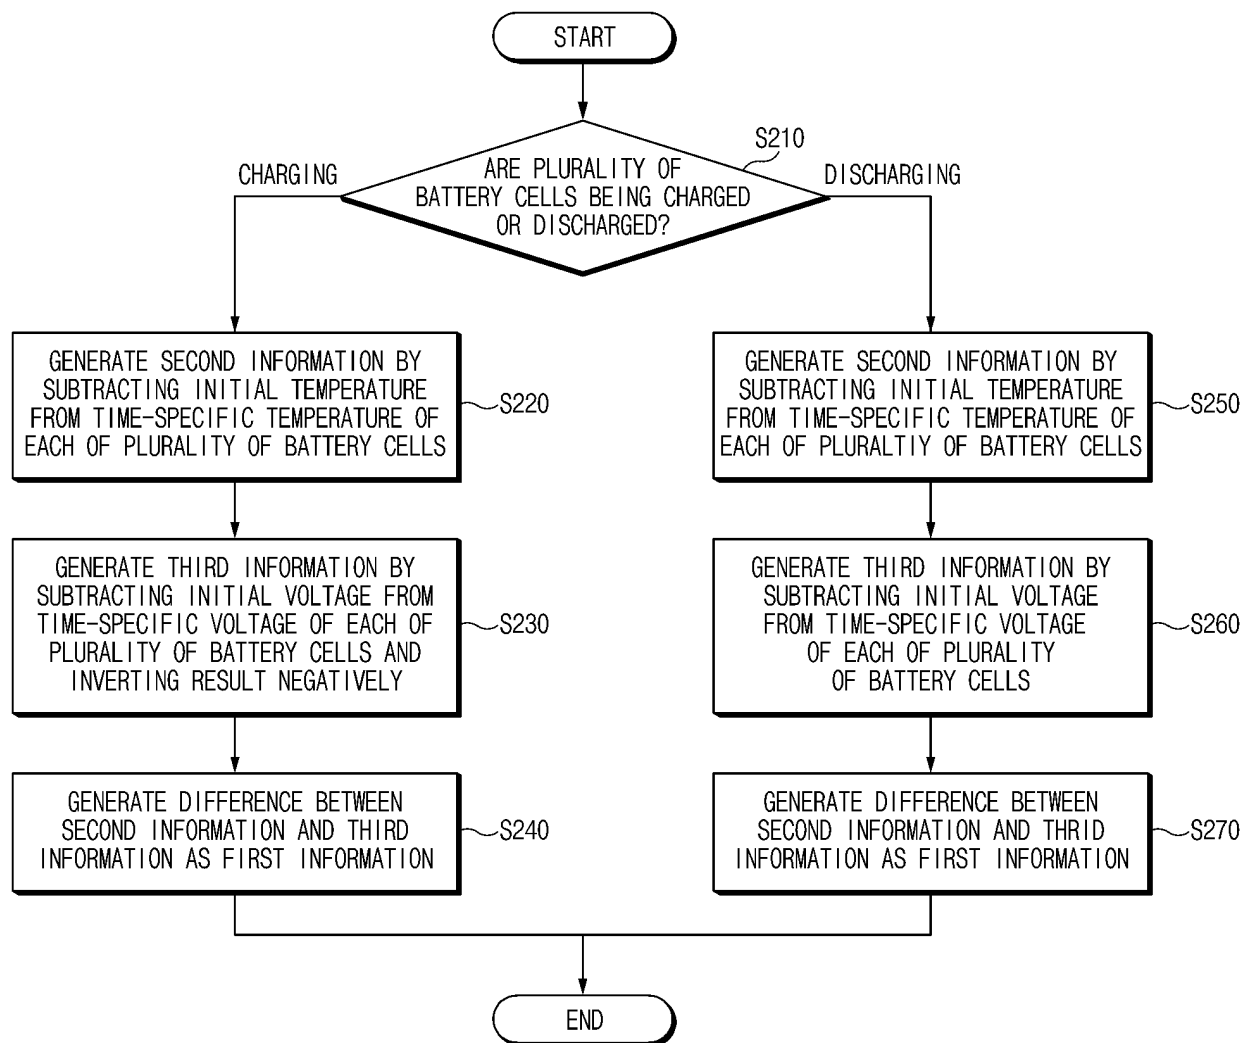 START
S210
ARE PLURALITY OF
BATTERY CELLS BEING CHARGED
OR DISCHARGED?
CHARGING
DISCHARGING
GENERATE SECOND INFORMATION BY
SUBTRACTING INITIAL TEMPERATURE
FROM TIME-SPECIFIC TEMPERATURE OF
EACH OF PLURALITY OF BATTERY CELLS
S220
GENERATE THIRD INFORMATION BY
SUBTRACTING INITIAL VOLTAGE FROM
TIME-SPECIFIC VOLTAGE OF EACH OF
PLURALITY OF BATTERY CELLS AND
INVERTING RESULT NEGATIVELY
S230
GENERATE DIFFERENCE BETWEEN
SECOND INFORMATION AND THIRD
INFORMATION AS FIRST INFORMATION
S240
GENERATE SECOND INFORMATION BY
SUBTRACTING INITIAL TEMPERATURE
FROM TIME-SPECIFIC TEMPERATURE OF
EACH OF PLURALTIY OF BATTERY CELLS
S250
GENERATE THIRD INFORMATION BY
SUBTRACTING INITIAL VOLTAGE
FROM TIME-SPECIFIC VOLTAGE
OF EACH OF PLURALITY
OF BATTERY CELLS
S260
GENERATE DIFFERENCE BETWEEN
SECOND INFORMATION AND THRID
INFORMATION AS FIRST INFORMATION
S270
END